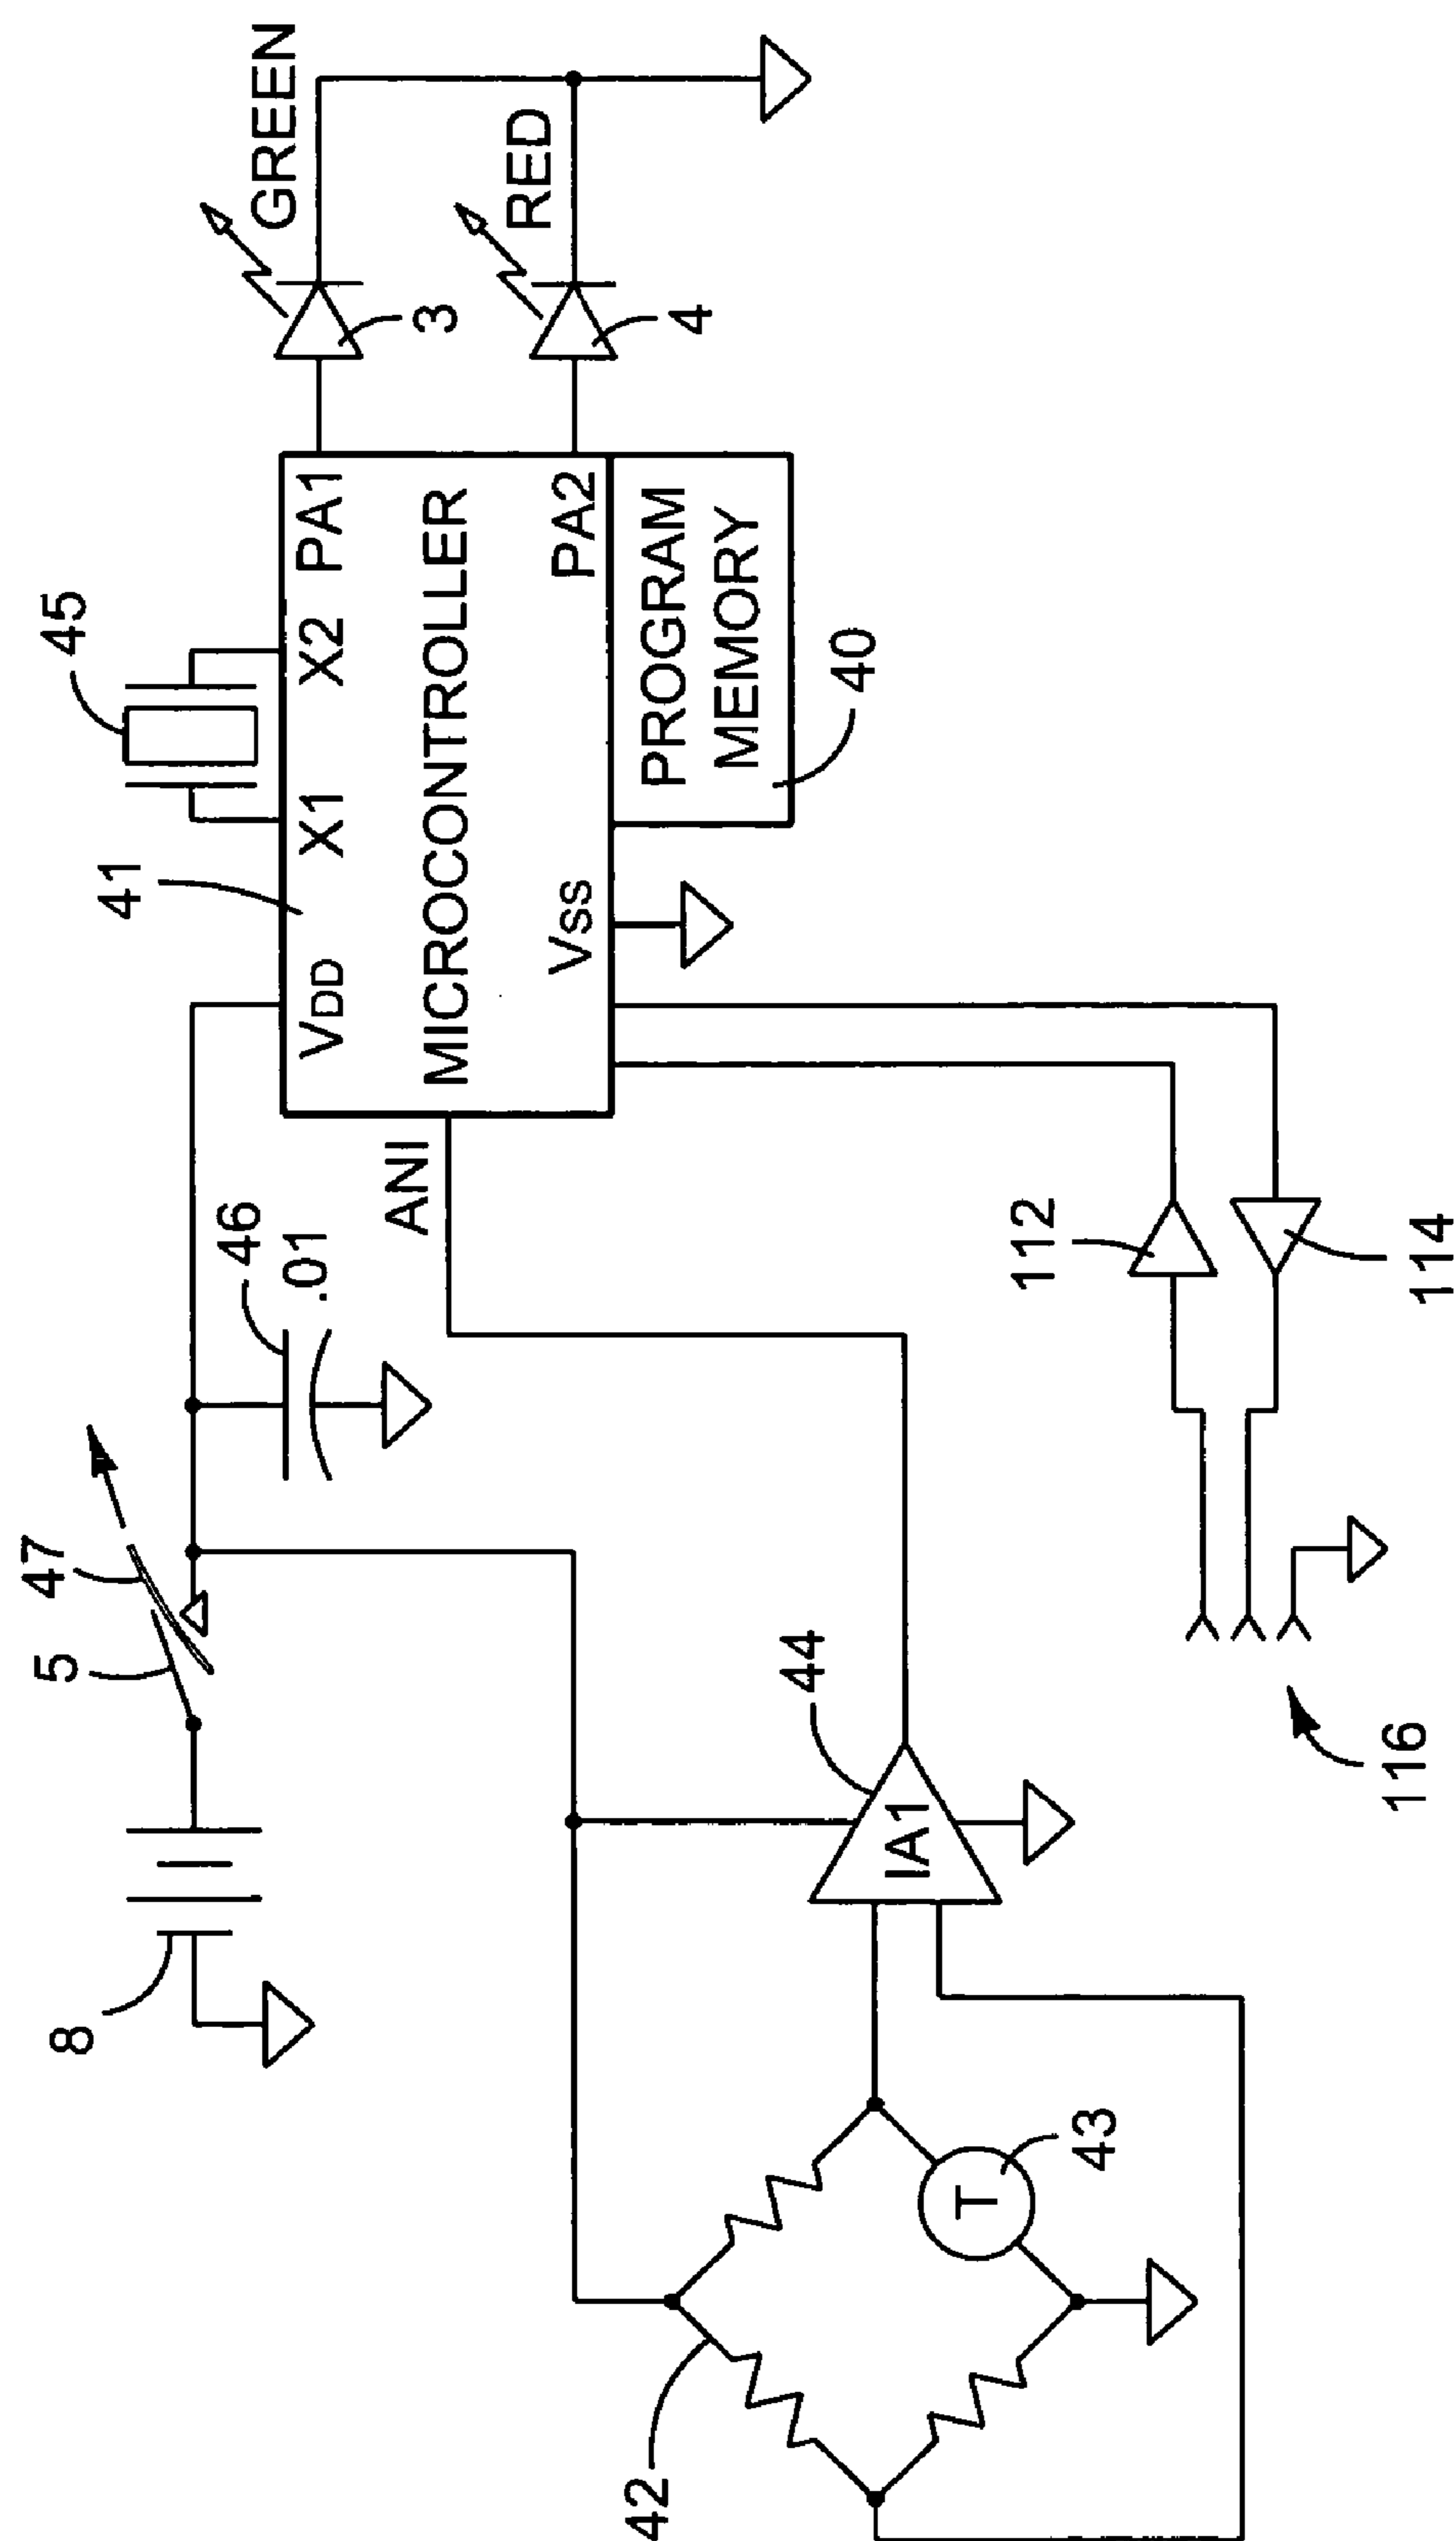 8
5
47
46
.01
41
45
GREEN
3
RED
4
VDD
X1
X2
PA1
MICROCONTROLLER
ANI
VSS
PA2
PROGRAM
MEMORY
40
42
T
43
IA1
44
112
114
116